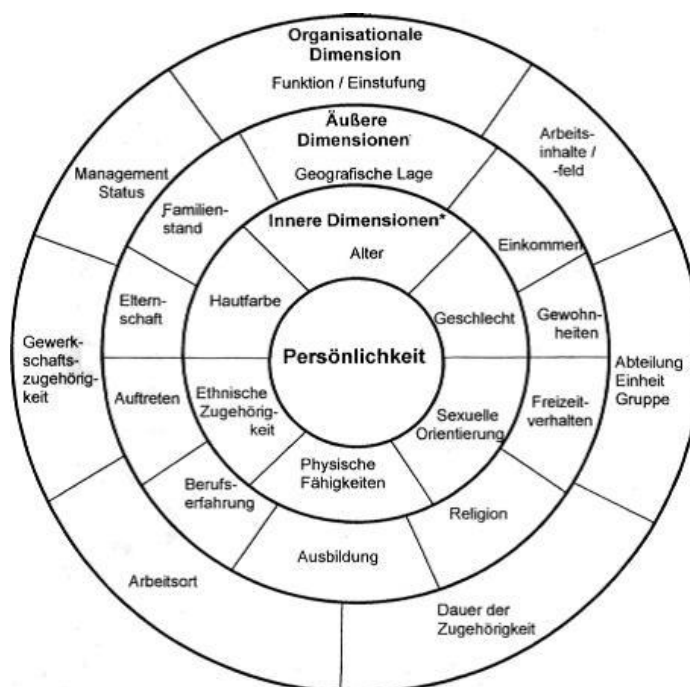 Organisationale
Dimension
Funktion / Einstufung
Äußere
Dimensionen
Geografische Lage
Innere Dimensionen*
Alter
Persönlichkeit
Arbeits-
inhalte /
-feld
Management
Status
Familien-
stand
Einkommen
Hautfarbe
Geschlecht
Eltern-
schaft
Gewohn-
heiten
Gewerk-
schafts-
zugehörig-
keit
Abteilung
Einheit
Gruppe
Auftreten
Ethnische
Zugehörig-
keit
Sexuelle
Orientierung
Freizeit-
verhalten
Physische
Fähigkeiten
Berufs-
erfahrung
Religion
Ausbildung
Arbeitsort
Dauer der
Zugehörigkeit